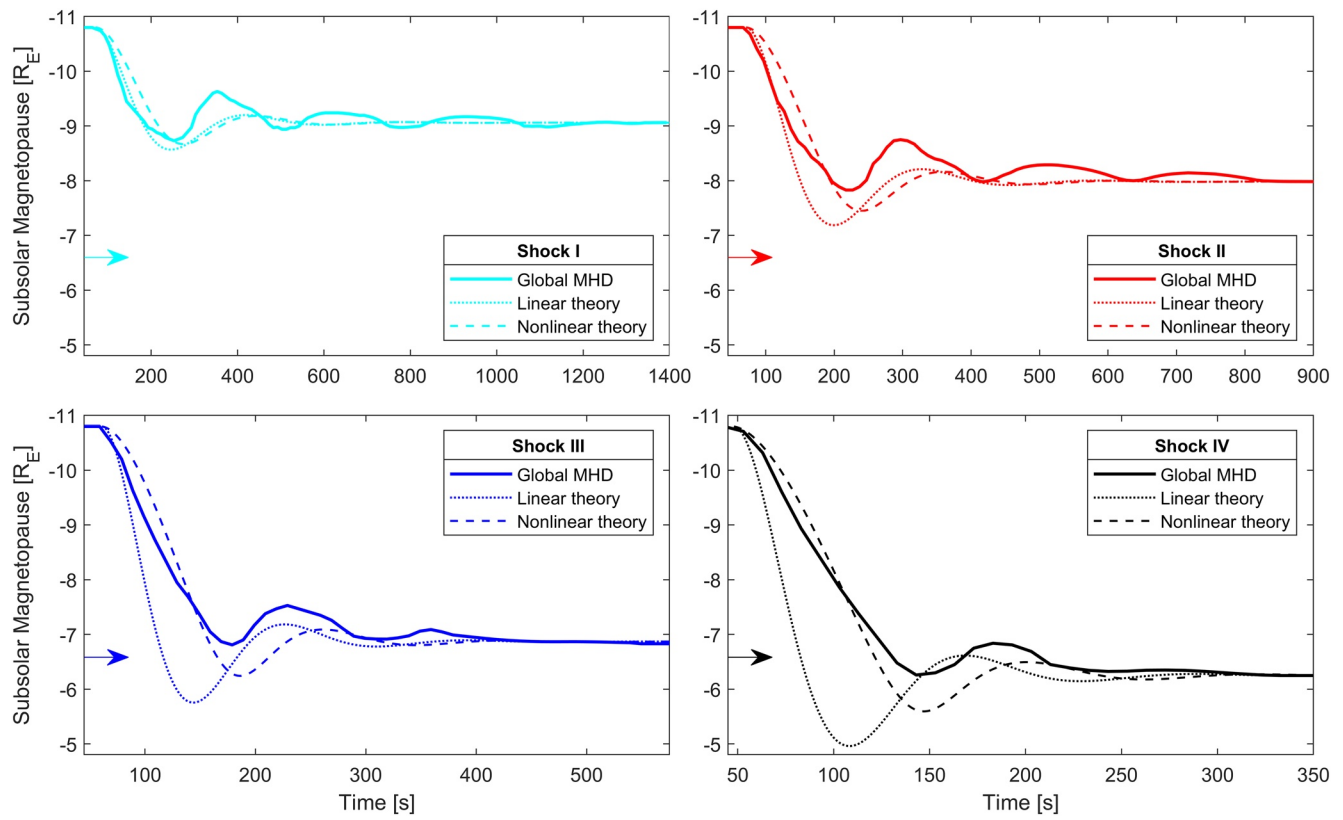 -11
-10
-9
-8
-7
-6
-5
Subsolar Magnetopause [R_E]
Shock I
Global MHD
Linear theory
Nonlinear theory
200 400 600 800 1000 1200 1400
-11
-10
-9
-8
-7
-6
-5
Shock II
Global MHD
Linear theory
Nonlinear theory
100 200 300 400 500 600 700 800 900
-11
-10
-9
-8
-7
-6
-5
Subsolar Magnetopause [R_E]
Shock III
Global MHD
Linear theory
Nonlinear theory
100 200 300 400 500
Time [s]
-11
-10
-9
-8
-7
-6
-5
Shock IV
Global MHD
Linear theory
Nonlinear theory
50 100 150 200 250 300 350
Time [s]